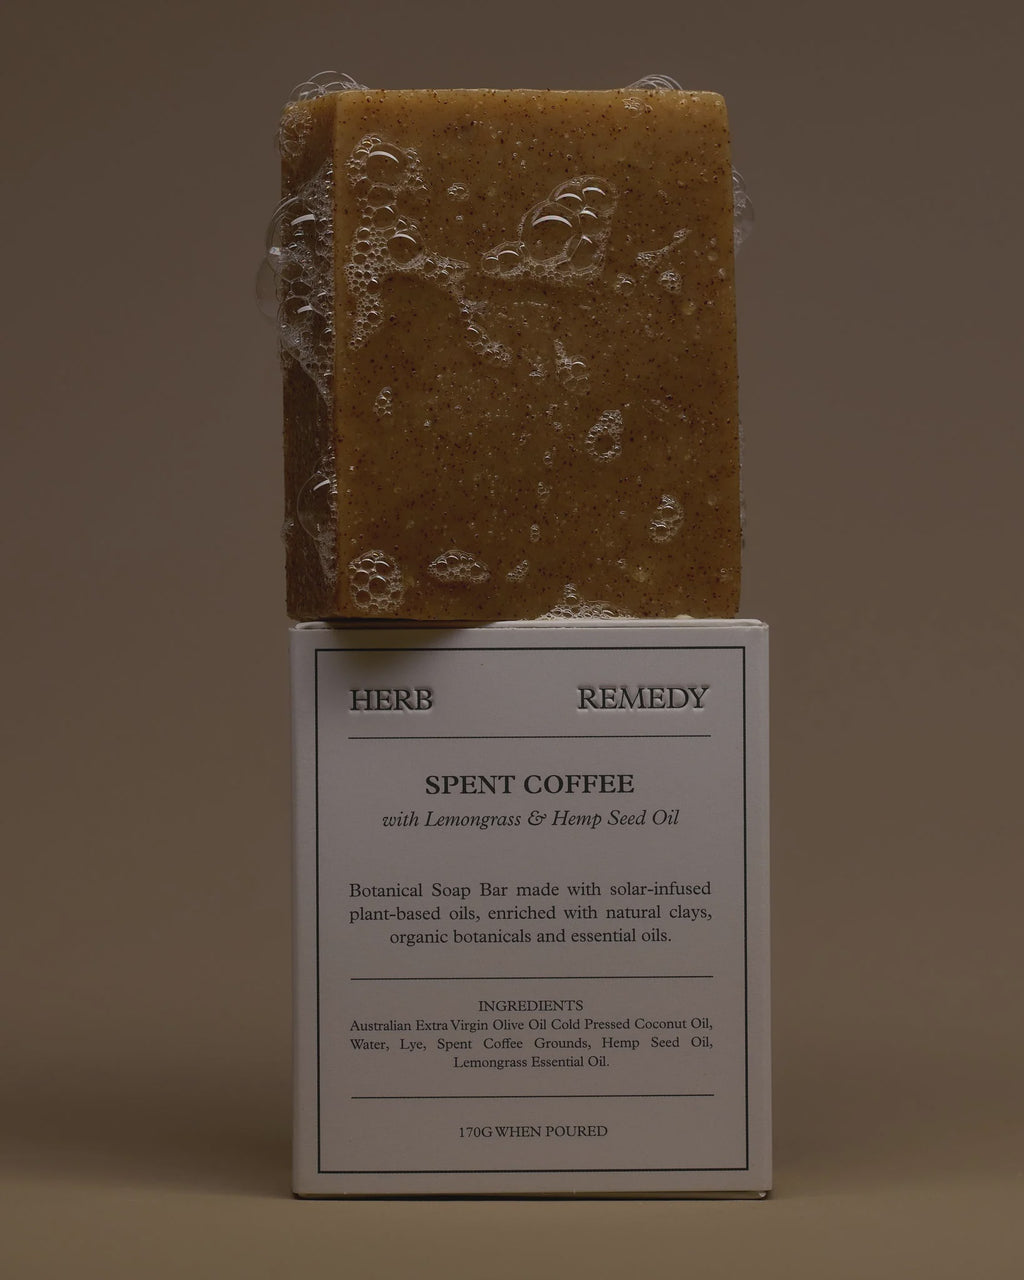 HERB REMEDY
SPENT COFFEE
with Lemongrass & Hemp Seed Oil
Botanical Soap Bar made with solar-infused
plant-based oils, enriched with natural clays,
organic botanicals and essential oils.
INGREDIENTS
Australian Extra Virgin Olive Oil Cold Pressed Coconut Oil,
Water, Lye, Spent Coffee Grounds, Hemp Seed Oil,
Lemongrass Essential Oil.
170G WHEN POURED